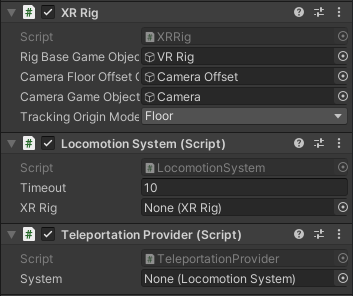 XR Rig
Script XRRig
Rig Base Game Objec VR Rig
Camera Floor Offset G Camera Offset
Camera Game Object Camera
Tracking Origin Mode Floor
Locomotion System (Script)
Script LocomotionSystem
Timeout 10
XR Rig None (XR Rig)
Teleportation Provider (Script)
Script TeleportationProvider
System None (Locomotion System)